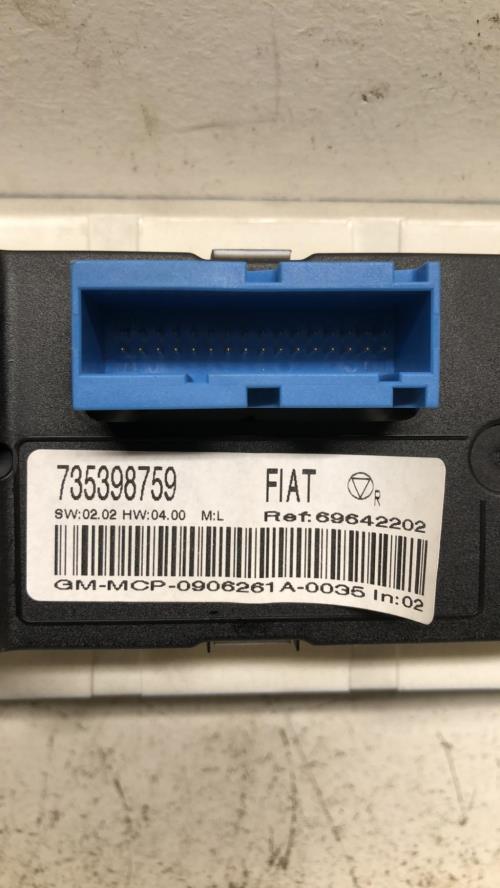 735398759 FIAT R
SW:02.02 HW:04.00 M:L Ref:69642202
GM-MCP-0906261A-0035 In:02